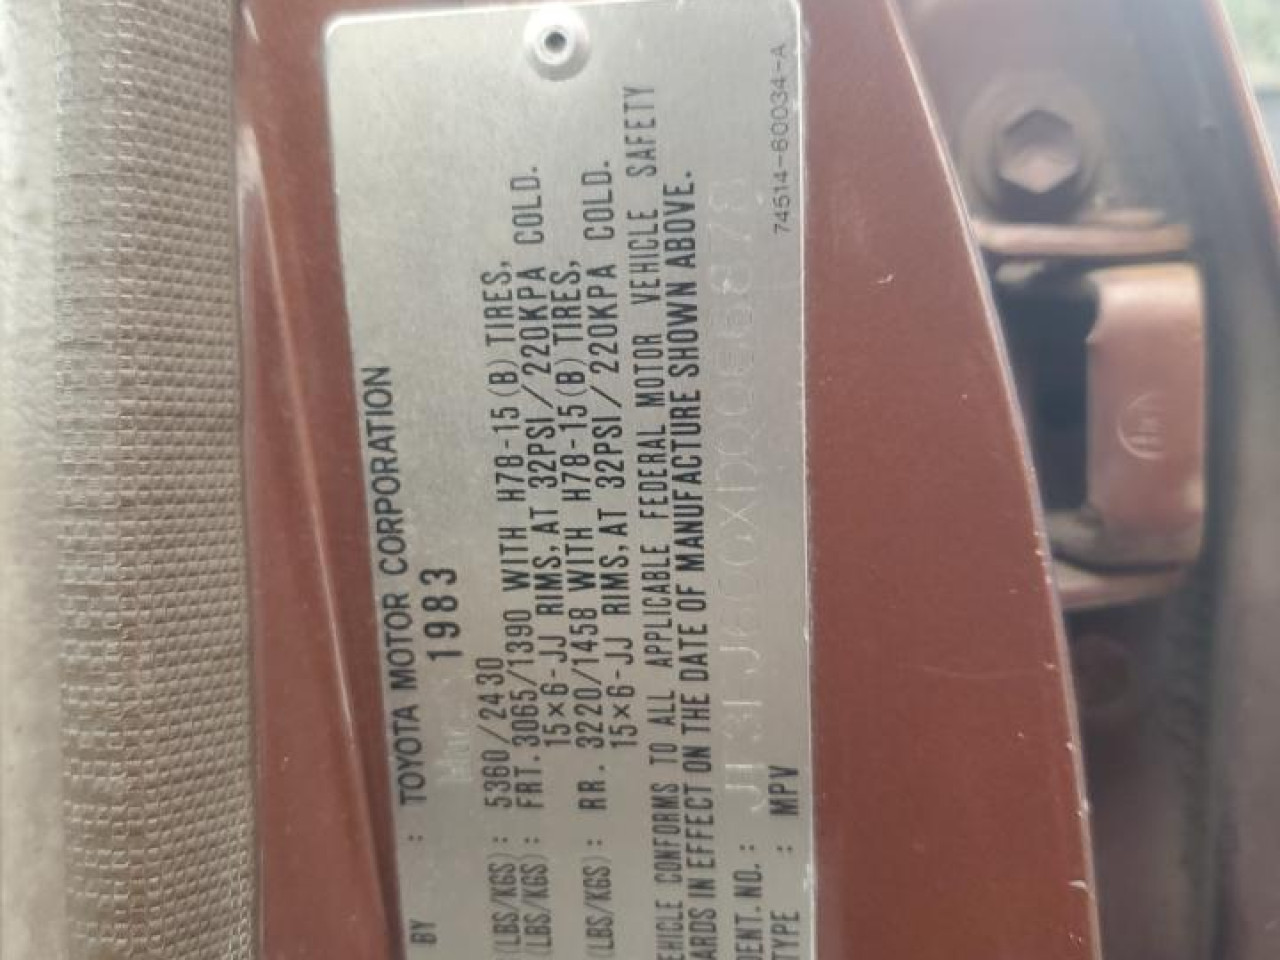 BY : TOYOTA MOTOR CORPORATION
1983
(LBS/KGS) : 5360/2430
(LBS/KGS) : FRT. 3065/1390 WITH H78-15(B) TIRES,
15×6-JJ RIMS, AT 32PSI/220KPA COLD.
(LBS/KGS) : RR. 3220/1458 WITH H78-15(B) TIRES,
15×6-JJ RIMS, AT 32PSI/220KPA COLD.
EHICLE CONFORMS TO ALL APPLICABLE FEDERAL MOTOR VEHICLE SAFETY
ARDS IN EFFECT ON THE DATE OF MANUFACTURE SHOWN ABOVE.
DENT. NO. :
TYPE : MPV
74514-60034-A